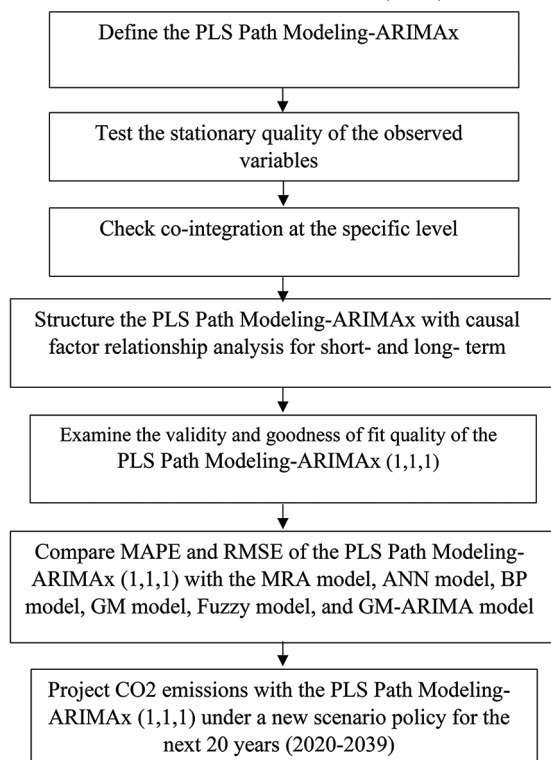 Define the PLS Path Modeling-ARIMAx
Test the stationary quality of the observed
variables
Check co-integration at the specific level
Structure the PLS Path Modeling-ARIMAx with causal
factor relationship analysis for short- and long- term
Examine the validity and goodness of fit quality of the
PLS Path Modeling-ARIMAx (1,1,1)
Compare MAPE and RMSE of the PLS Path Modeling-
ARIMAx (1,1,1) with the MRA model, ANN model, BP
model, GM model, Fuzzy model, and GM-ARIMA model
Project CO2 emissions with the PLS Path Modeling-
ARIMAx (1,1,1) under a new scenario policy for the
next 20 years (2020-2039)